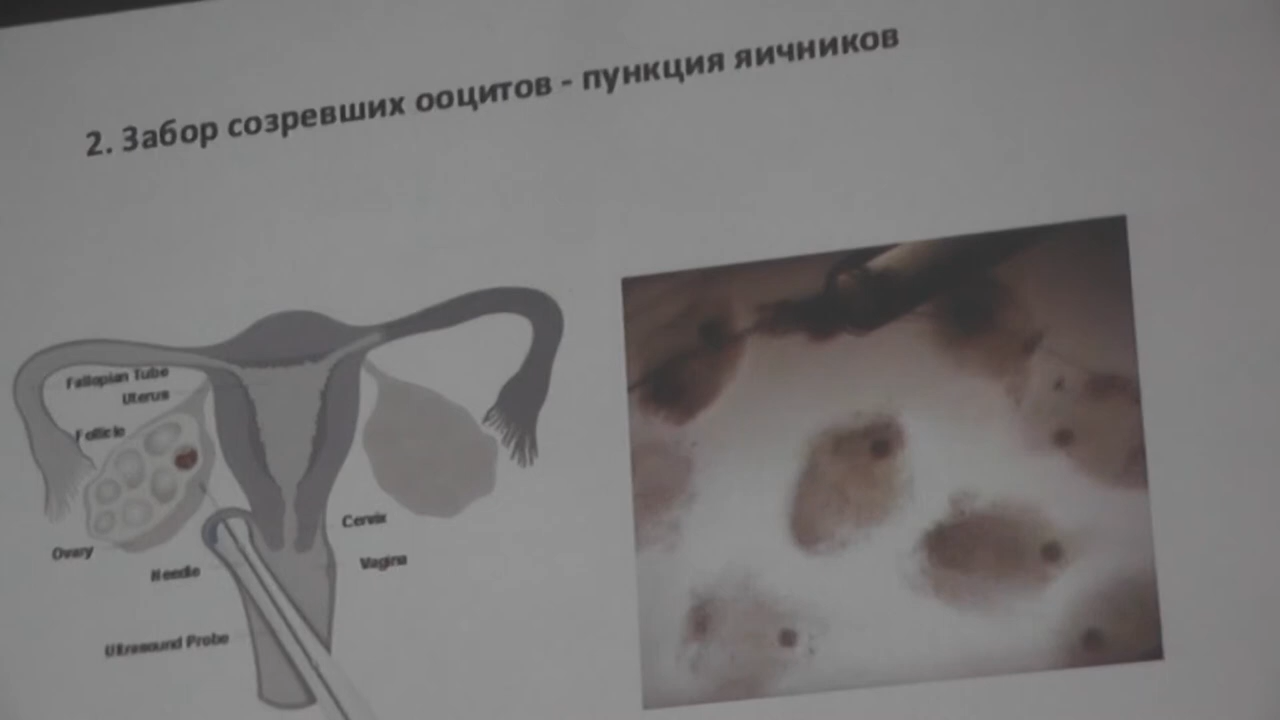 2. Забор созревших ооцитов - пункция яичников
Fallopian Tube
Uterus
Follicle
Ovary
Needle
Cervix
Vagina
Ultrasound Probe